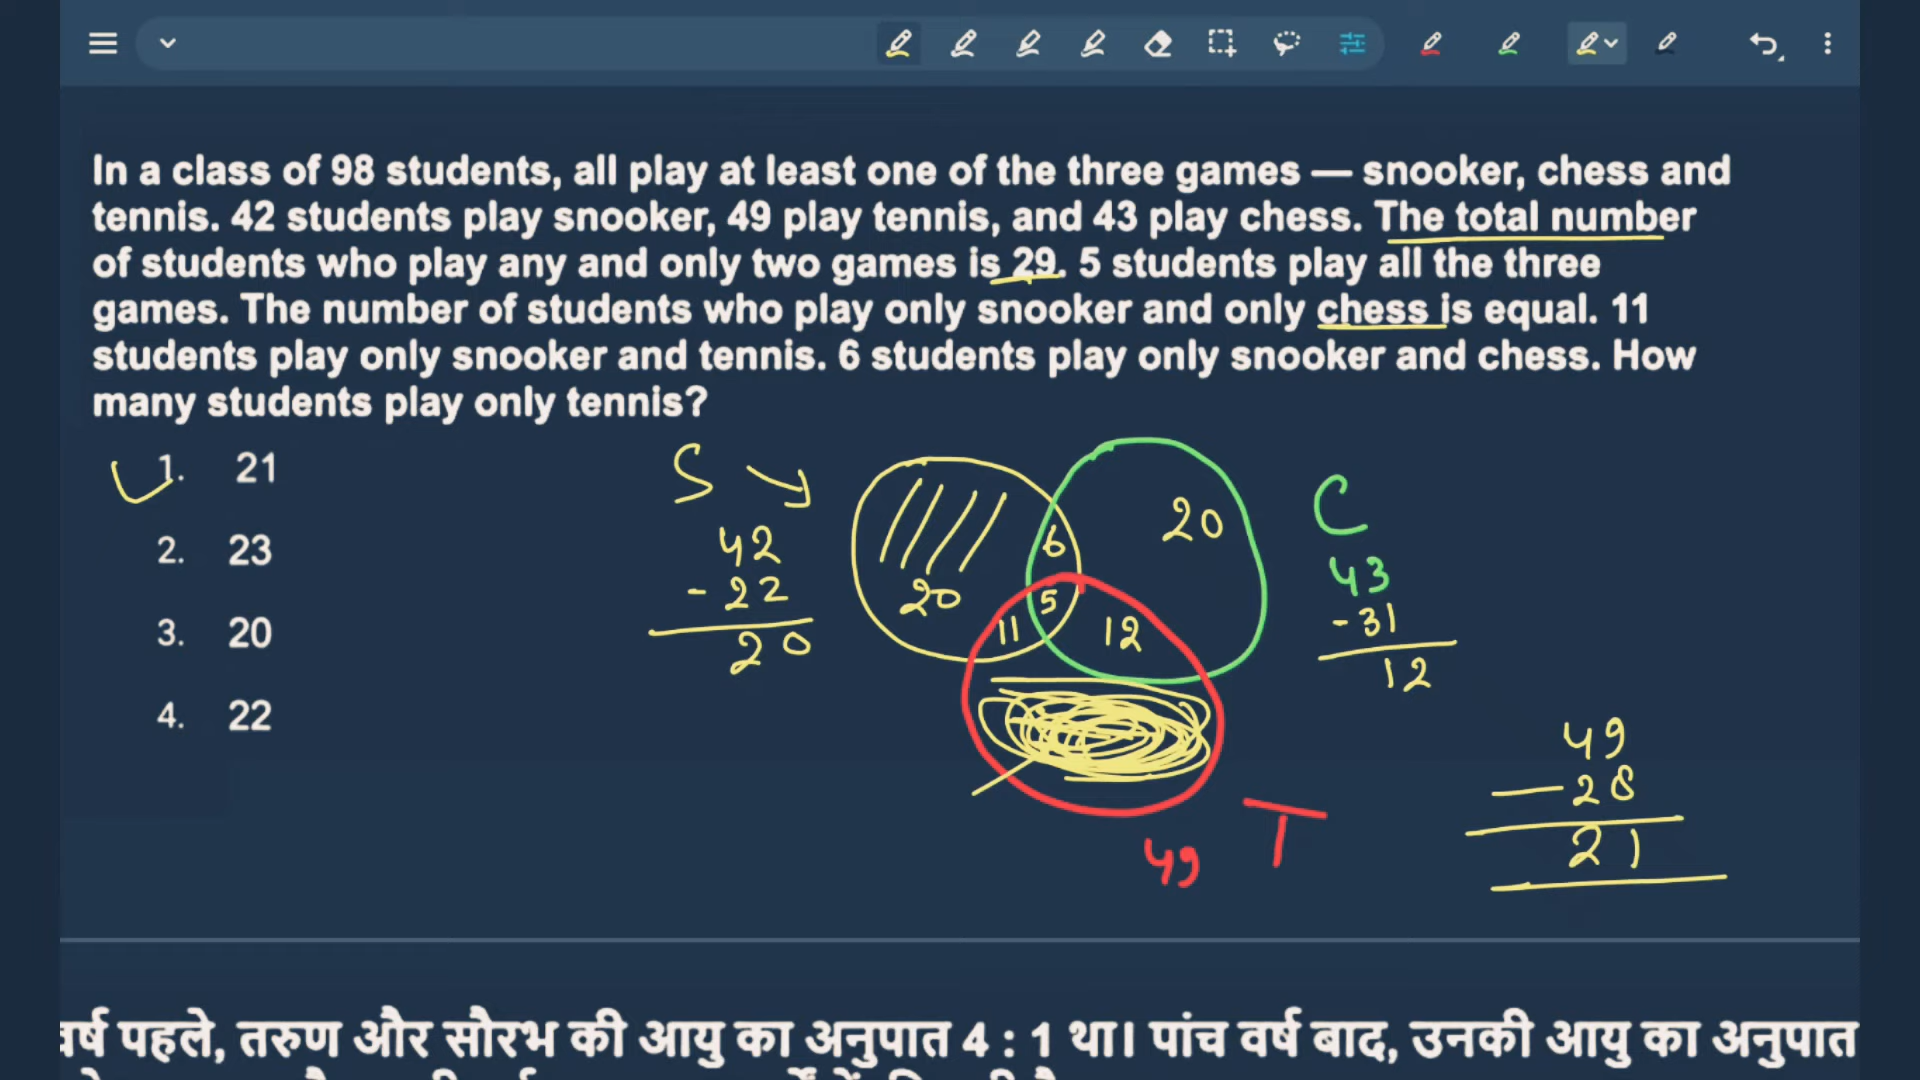 In a class of 98 students, all play at least one of the three games — snooker, chess and
tennis. 42 students play snooker, 49 play tennis, and 43 play chess. The total number
of students who play any and only two games is 29. 5 students play all the three
games. The number of students who play only snooker and only chess is equal. 11
students play only snooker and tennis. 6 students play only snooker and chess. How
many students play only tennis?
1. 21
2. 23
3. 20
4. 22
S
42
- 22
20
20
6
5
11
12
20
C
43
- 31
12
49
T
49
— 28
21
वर्ष पहले, तरुण और सौरभ की आयु का अनुपात 4 : 1 था। पांच वर्ष बाद, उनकी आयु का अनुपात